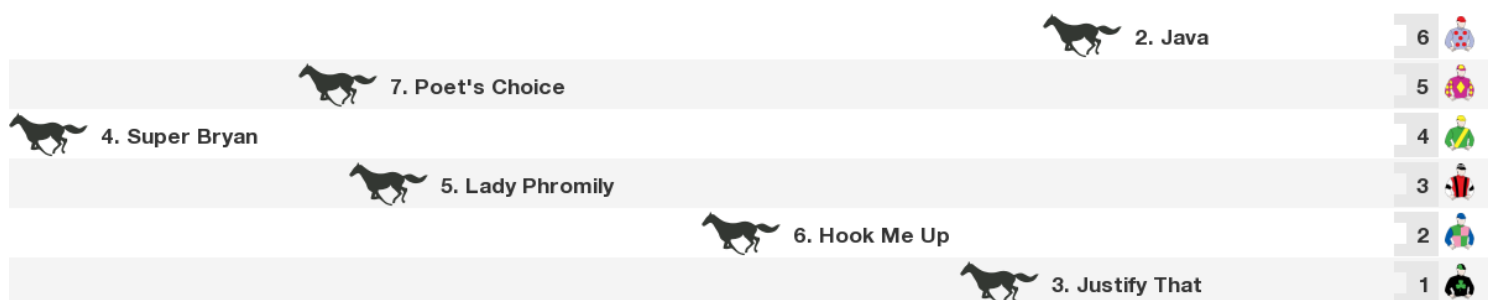 2. Java 6
7. Poet's Choice 5
4. Super Bryan 4
5. Lady Phromily 3
6. Hook Me Up 2
3. Justify That 1